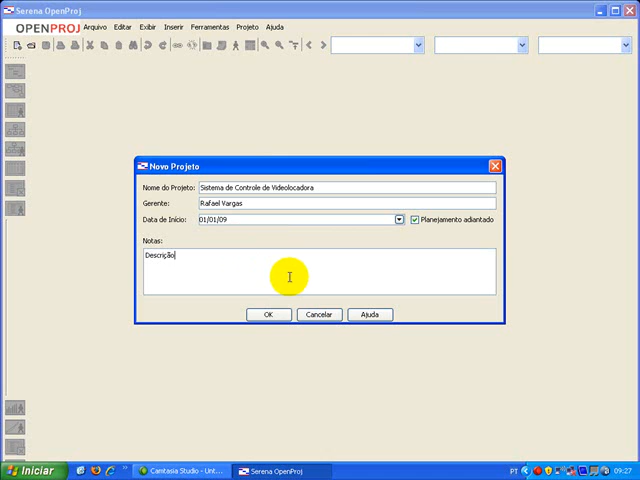 Serena OpenProj
OPENPROJ Arquivo Editar Exibir Inserir Ferramentas Projeto Ajuda
Novo Projeto
Nome do Projeto: Sistema de Controle de Videolocadora
Gerente: Rafael Vargas
Data de Início: 01/01/09 Planejamento adiantado
Notas:
Descrição
OK Cancelar Ajuda
Iniciar Camtasia Studio - Unt... Serena OpenProj PT 09:27